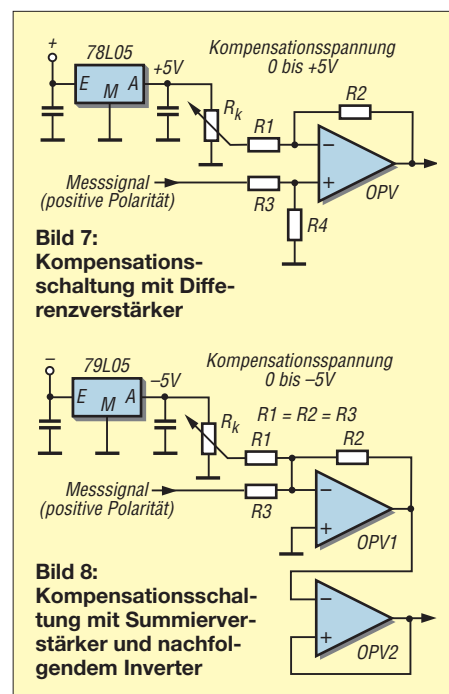 78L05
Kompensationsspannung
0 bis +5V
+
E
M
A
+5V
Rk
R1
R2
−
+
OPV
Messsignal
(positive Polarität)
R3
R4
Bild 7:
Kompensations-
schaltung mit Diffe-
renzverstärker
79L05
Kompensationsspannung
0 bis −5V
−
E
M
A
−5V
Rk
R1 = R2 = R3
R1
R2
Messsignal
(positive Polarität)
R3
−
+
OPV1
Bild 8:
Kompensationsschal-
tung mit Summierver-
stärker und nachfol-
gendem Inverter
−
+
OPV2